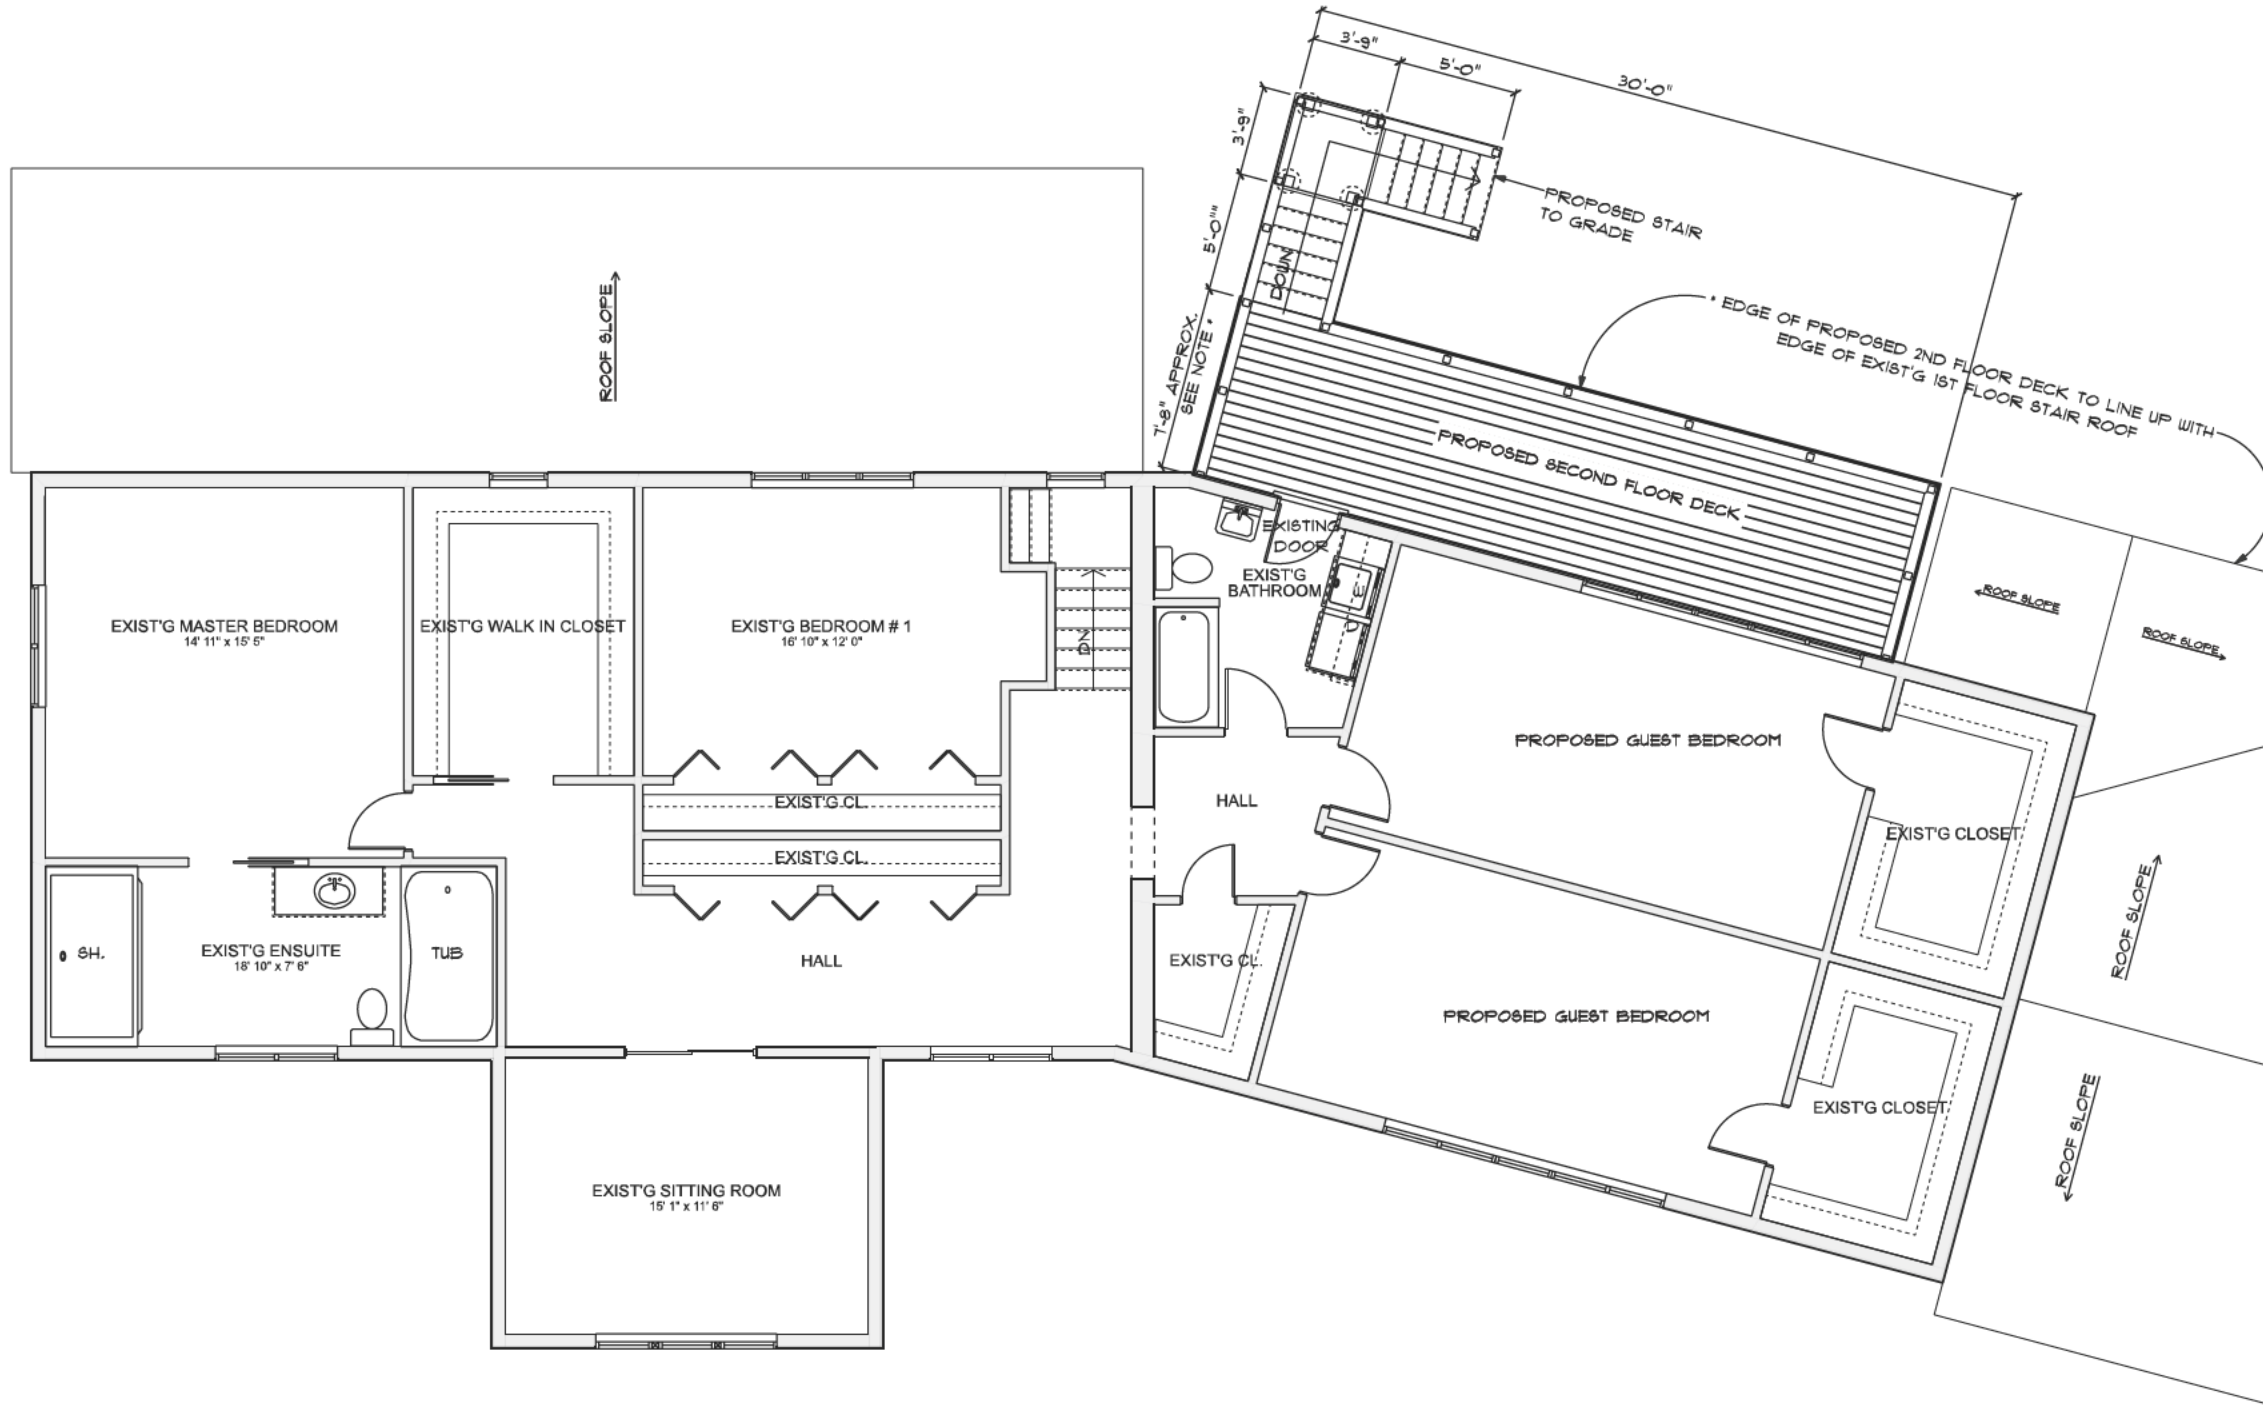 3'-9"
5'-0"
30'-0"
3'-9"
5'-0""
7'-8" APPROX.
SEE NOTE *
PROPOSED STAIR
TO GRADE
DOWN
* EDGE OF PROPOSED 2ND FLOOR DECK TO LINE UP WITH
EDGE OF EXIST'G 1ST FLOOR STAIR ROOF
PROPOSED SECOND FLOOR DECK
ROOF SLOPE
EXISTING
DOOR
EXIST'G
BATHROOM
W
D
ROOF SLOPE
ROOF SLOPE
EXIST'G MASTER BEDROOM
14' 11" x 15' 5"
EXIST'G WALK IN CLOSET
EXIST'G BEDROOM # 1
16' 10" x 12' 0"
DN
PROPOSED GUEST BEDROOM
EXIST'G CL.
HALL
EXIST'G CLOSET
EXIST'G CL.
ROOF SLOPE
SH.
EXIST'G ENSUITE
18' 10" x 7' 6"
TUB
HALL
EXIST'G CL.
PROPOSED GUEST BEDROOM
EXIST'G CLOSET
ROOF SLOPE
EXIST'G SITTING ROOM
15' 1" x 11' 6"